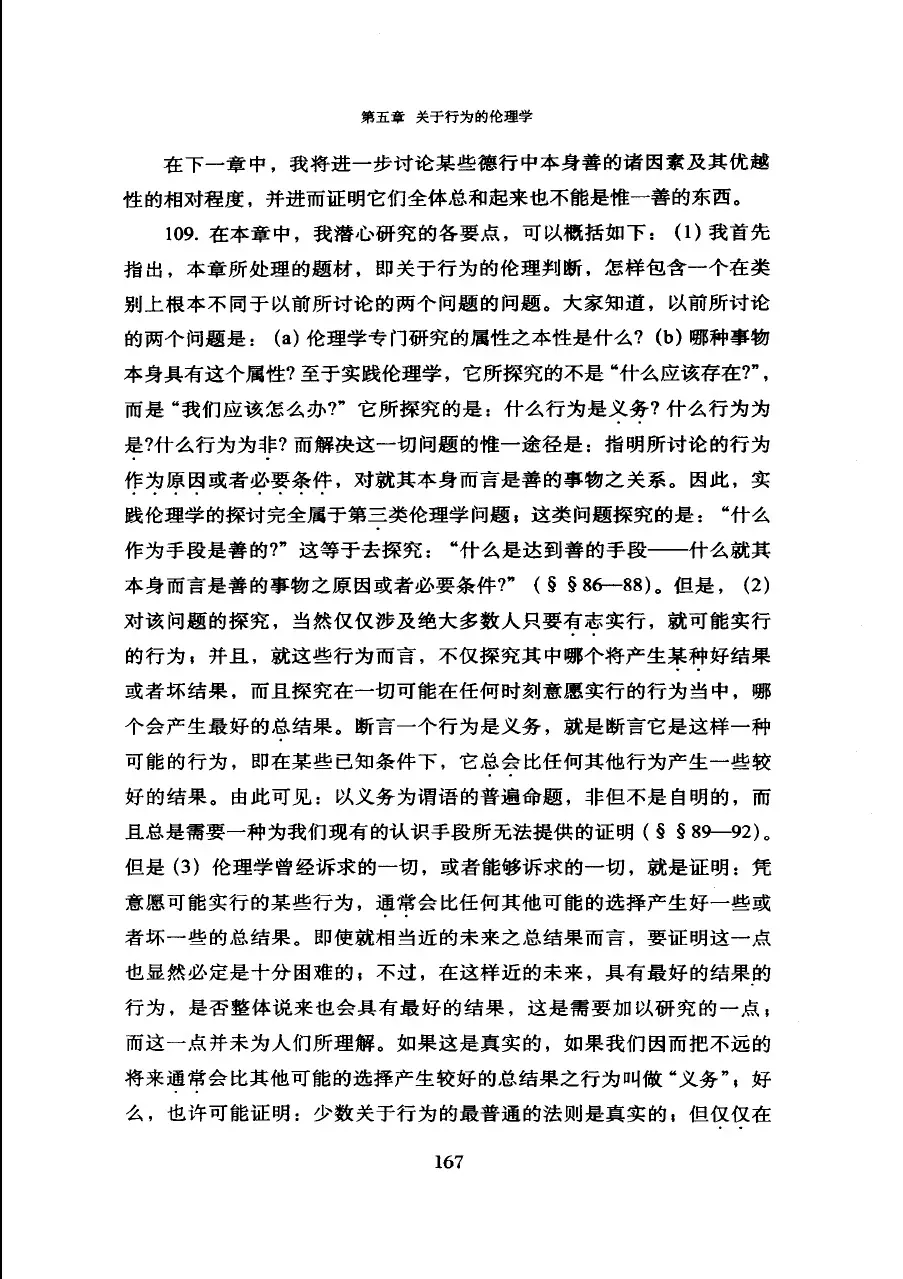 第五章 关于行为的伦理学
在下一章中，我将进一步讨论某些德行中本身善的诸因素及其优越
性的相对程度，并进而证明它们全体总和起来也不能是惟一善的东西。
109. 在本章中，我潜心研究的各要点，可以概括如下：(1) 我首先
指出，本章所处理的题材，即关于行为的伦理判断，怎样包含一个在类
别上根本不同于以前所讨论的两个问题的问题。大家知道，以前所讨论
的两个问题是：(a) 伦理学专门研究的属性之本性是什么? (b) 哪种事物
本身具有这个属性? 至于实践伦理学，它所探究的不是“什么应该存在?”，
而是“我们应该怎么办?”它所探究的是：什么行为是义务? 什么行为为
是?什么行为为非? 而解决这一切问题的惟一途径是：指明所讨论的行为
作为原因或者必要条件，对就其本身而言是善的事物之关系。因此，实
践伦理学的探讨完全属于第三类伦理学问题；这类问题探究的是：“什么
作为手段是善的?”这等于去探究：“什么是达到善的手段——什么就其
本身而言是善的事物之原因或者必要条件?”（§ §86—88)。但是，(2)
对该问题的探究，当然仅仅涉及绝大多数人只要有志实行，就可能实行
的行为；并且，就这些行为而言，不仅探究其中哪个将产生某种好结果
或者坏结果，而且探究在一切可能在任何时刻意愿实行的行为当中，哪
个会产生最好的总结果。断言一个行为是义务，就是断言它是这样一种
可能的行为，即在某些已知条件下，它总会比任何其他行为产生一些较
好的结果。由此可见：以义务为谓语的普遍命题，非但不是自明的，而
且总是需要一种为我们现有的认识手段所无法提供的证明 (§ §89—92)。
但是 (3) 伦理学曾经诉求的一切，或者能够诉求的一切，就是证明：凭
意愿可能实行的某些行为，通常会比任何其他可能的选择产生好一些或
者坏一些的总结果。即使就相当近的未来之总结果而言，要证明这一点
也显然必定是十分困难的；不过，在这样近的未来，具有最好的结果的
行为，是否整体说来也会具有最好的结果，这是需要加以研究的一点；
而这一点并未为人们所理解。如果这是真实的，如果我们因而把不远的
将来通常会比其他可能的选择产生较好的总结果之行为叫做“义务”；好
么，也许可能证明：少数关于行为的最普通的法则是真实的；但仅仅在
167